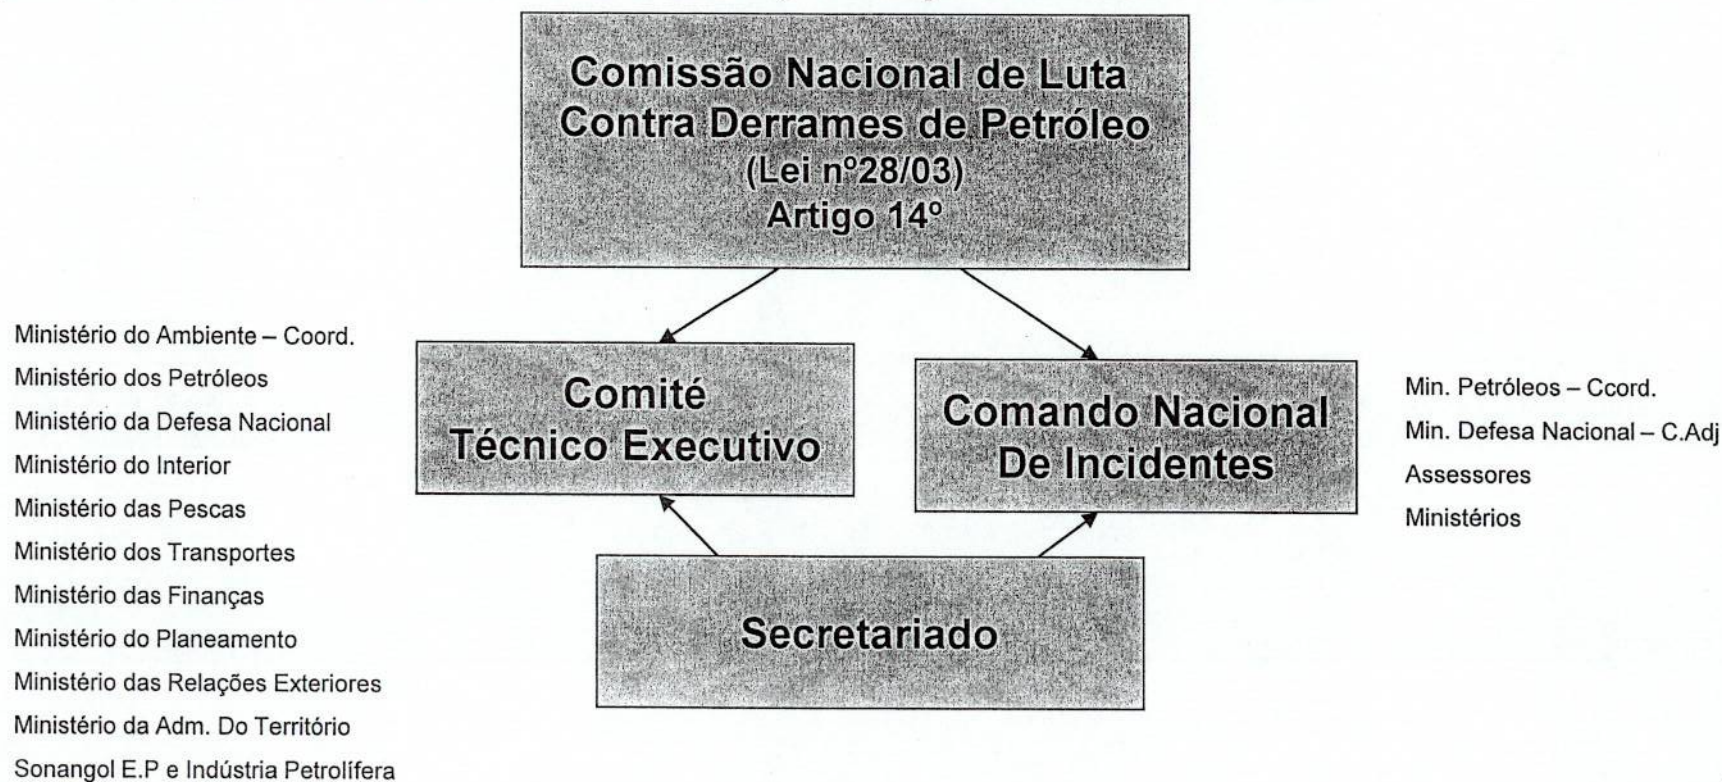 Comissão Nacional de Luta
Contra Derrames de Petróleo
(Lei nº28/03)
Artigo 14º
Ministério do Ambiente – Coord.
Ministério dos Petróleos
Ministério da Defesa Nacional
Ministério do Interior
Ministério das Pescas
Ministério dos Transportes
Ministério das Finanças
Ministério do Planeamento
Ministério das Relações Exteriores
Ministério da Adm. Do Território
Sonangol E.P e Indústria Petrolífera
Comité
Técnico Executivo
Comando Nacional
De Incidentes
Min. Petróleos – Ccord.
Min. Defesa Nacional – C.Adj
Assessores
Ministérios
Secretariado